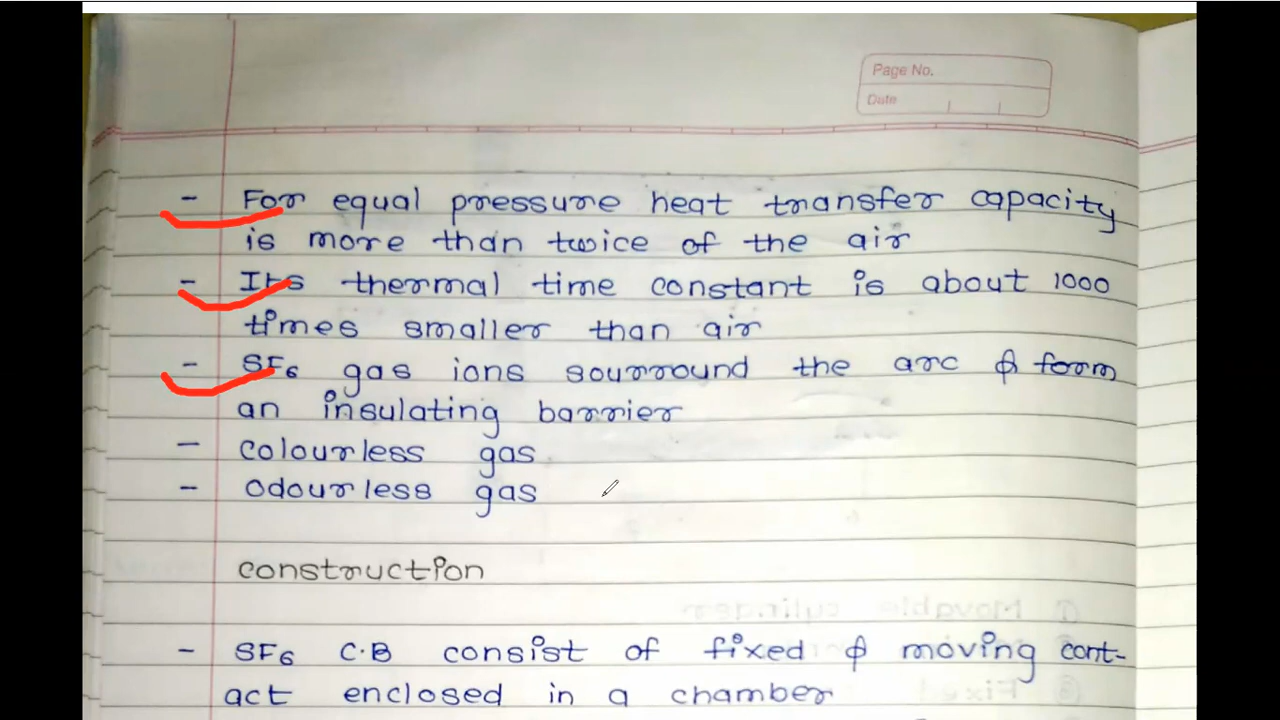 Page No.
Date
- For equal pressure heat transfer capacity
is more than twice of the air
- Its thermal time constant is about 1000
times smaller than air
- SF6 gas ions sourround the arc & form
an insulating barrier
- colourless gas
- odourless gas
construction
- SF6 C.B consist of fixed & moving cont-
act enclosed in a chamber